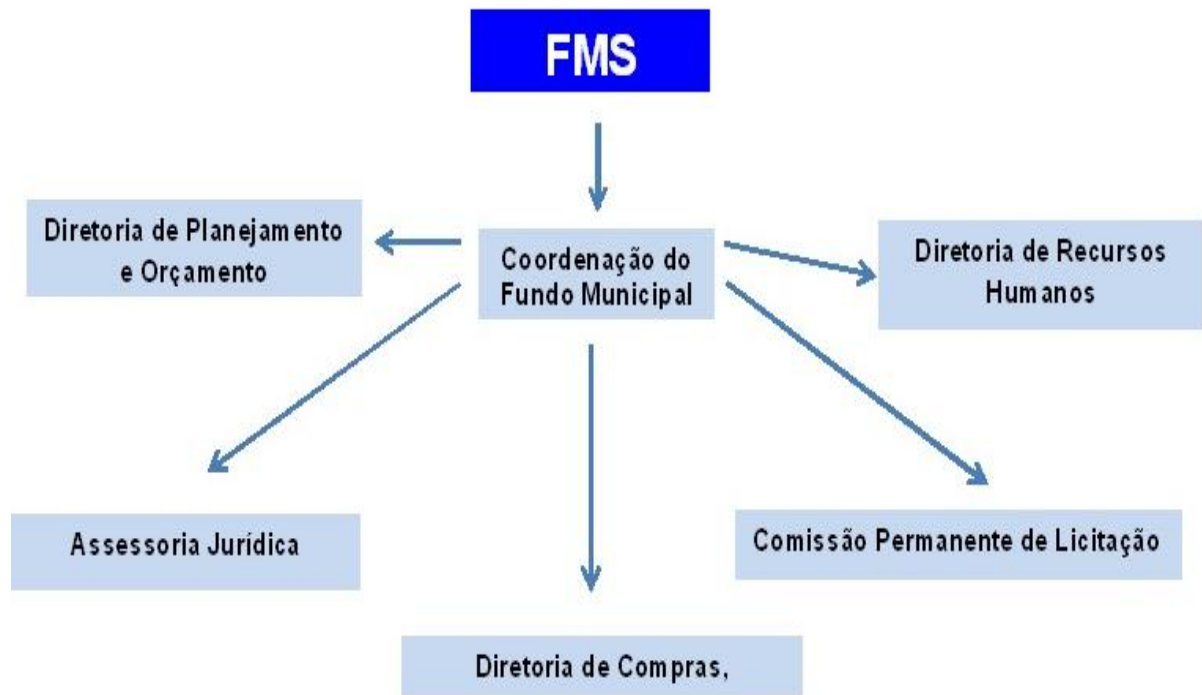 FMS
Diretoria de Planejamento
e Orçamento
Coordenação do
Fundo Municipal
Diretoria de Recursos
Humanos
Assessoria Jurídica
Comissão Permanente de Licitação
Diretoria de Compras,